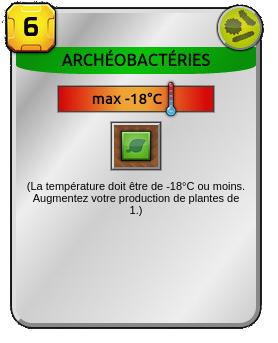 6
ARCHÉOBACTÉRIES
max -18°C
(La température doit être de -18°C ou moins.
Augmentez votre production de plantes de
1.)